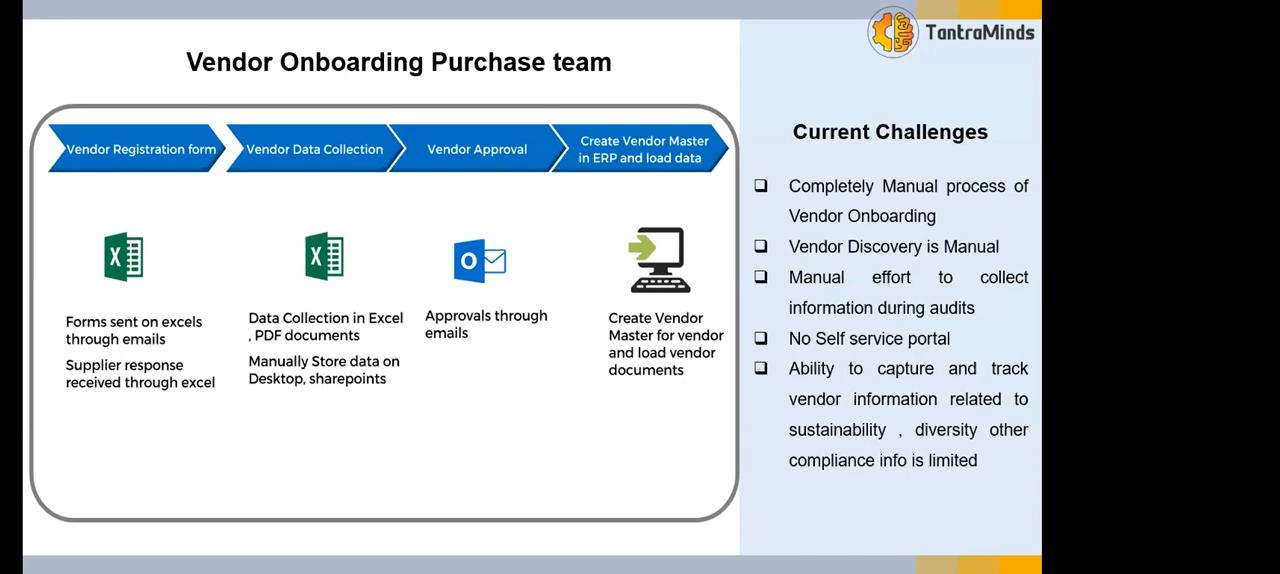 TantraMinds
Vendor Onboarding Purchase team
Vendor Registration form
Vendor Data Collection
Vendor Approval
Create Vendor Master
in ERP and load data
X
Forms sent on excels
through emails
Supplier response
received through excel
X
Data Collection in Excel
, PDF documents
Manually Store data on
Desktop, sharepoints
O
Approvals through
emails
Create Vendor
Master for vendor
and load vendor
documents
Current Challenges
Completely Manual process of
Vendor Onboarding
Vendor Discovery is Manual
Manual effort to collect
information during audits
No Self service portal
Ability to capture and track
vendor information related to
sustainability , diversity other
compliance info is limited